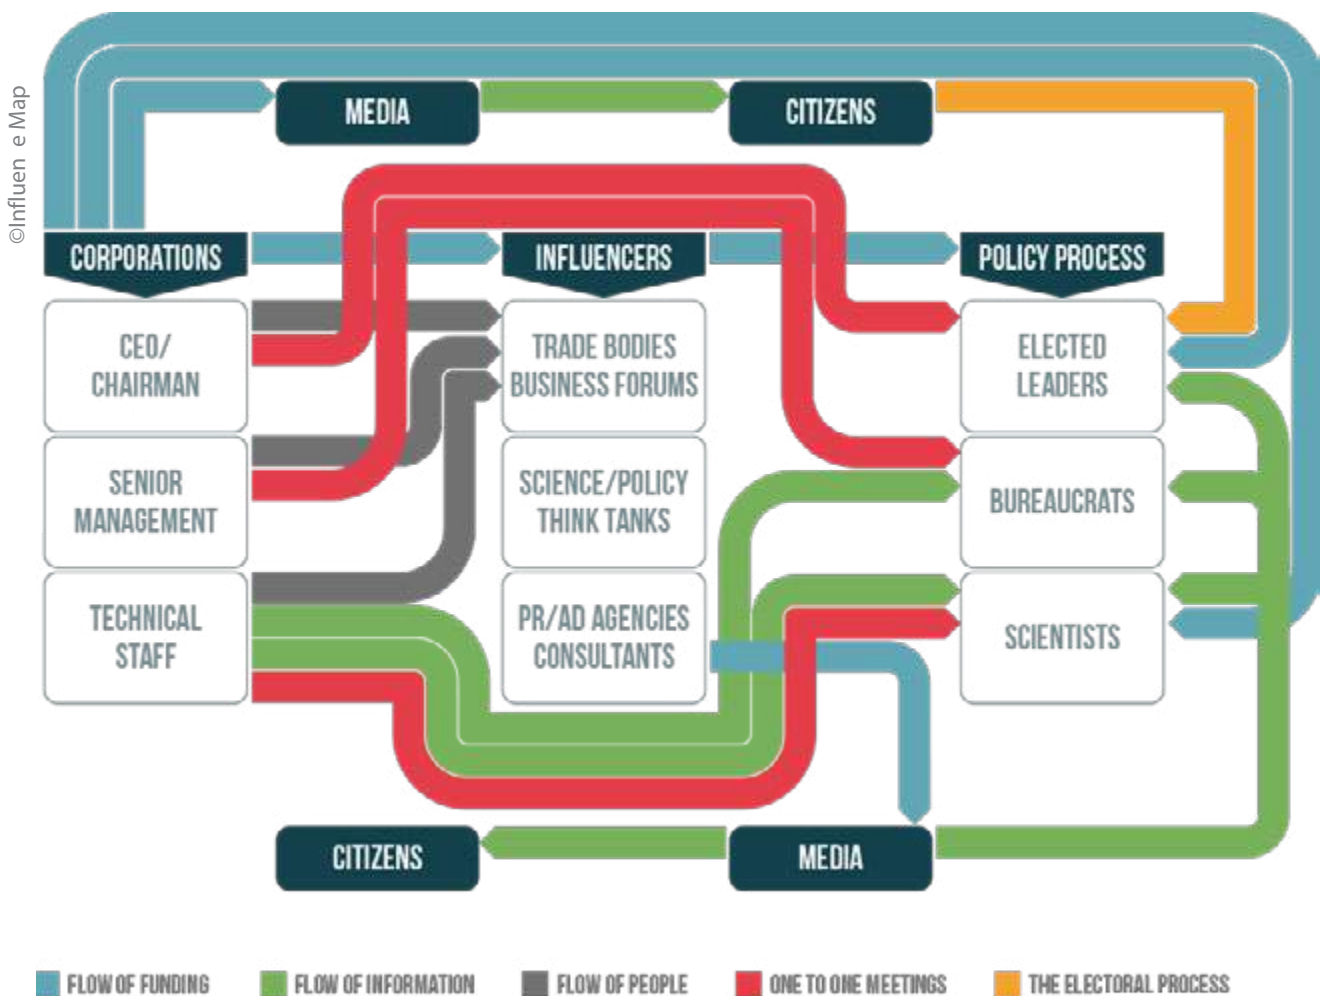 ©Influen e Map
MEDIA
CITIZENS
CORPORATIONS
INFLUENCERS
POLICY PROCESS
CEO/
CHAIRMAN
TRADE BODIES
BUSINESS FORUMS
ELECTED
LEADERS
SENIOR
MANAGEMENT
SCIENCE/POLICY
THINK TANKS
BUREAUCRATS
TECHNICAL
STAFF
PR/AD AGENCIES
CONSULTANTS
SCIENTISTS
CITIZENS
MEDIA
FLOW OF FUNDING
FLOW OF INFORMATION
FLOW OF PEOPLE
ONE TO ONE MEETINGS
THE ELECTORAL PROCESS